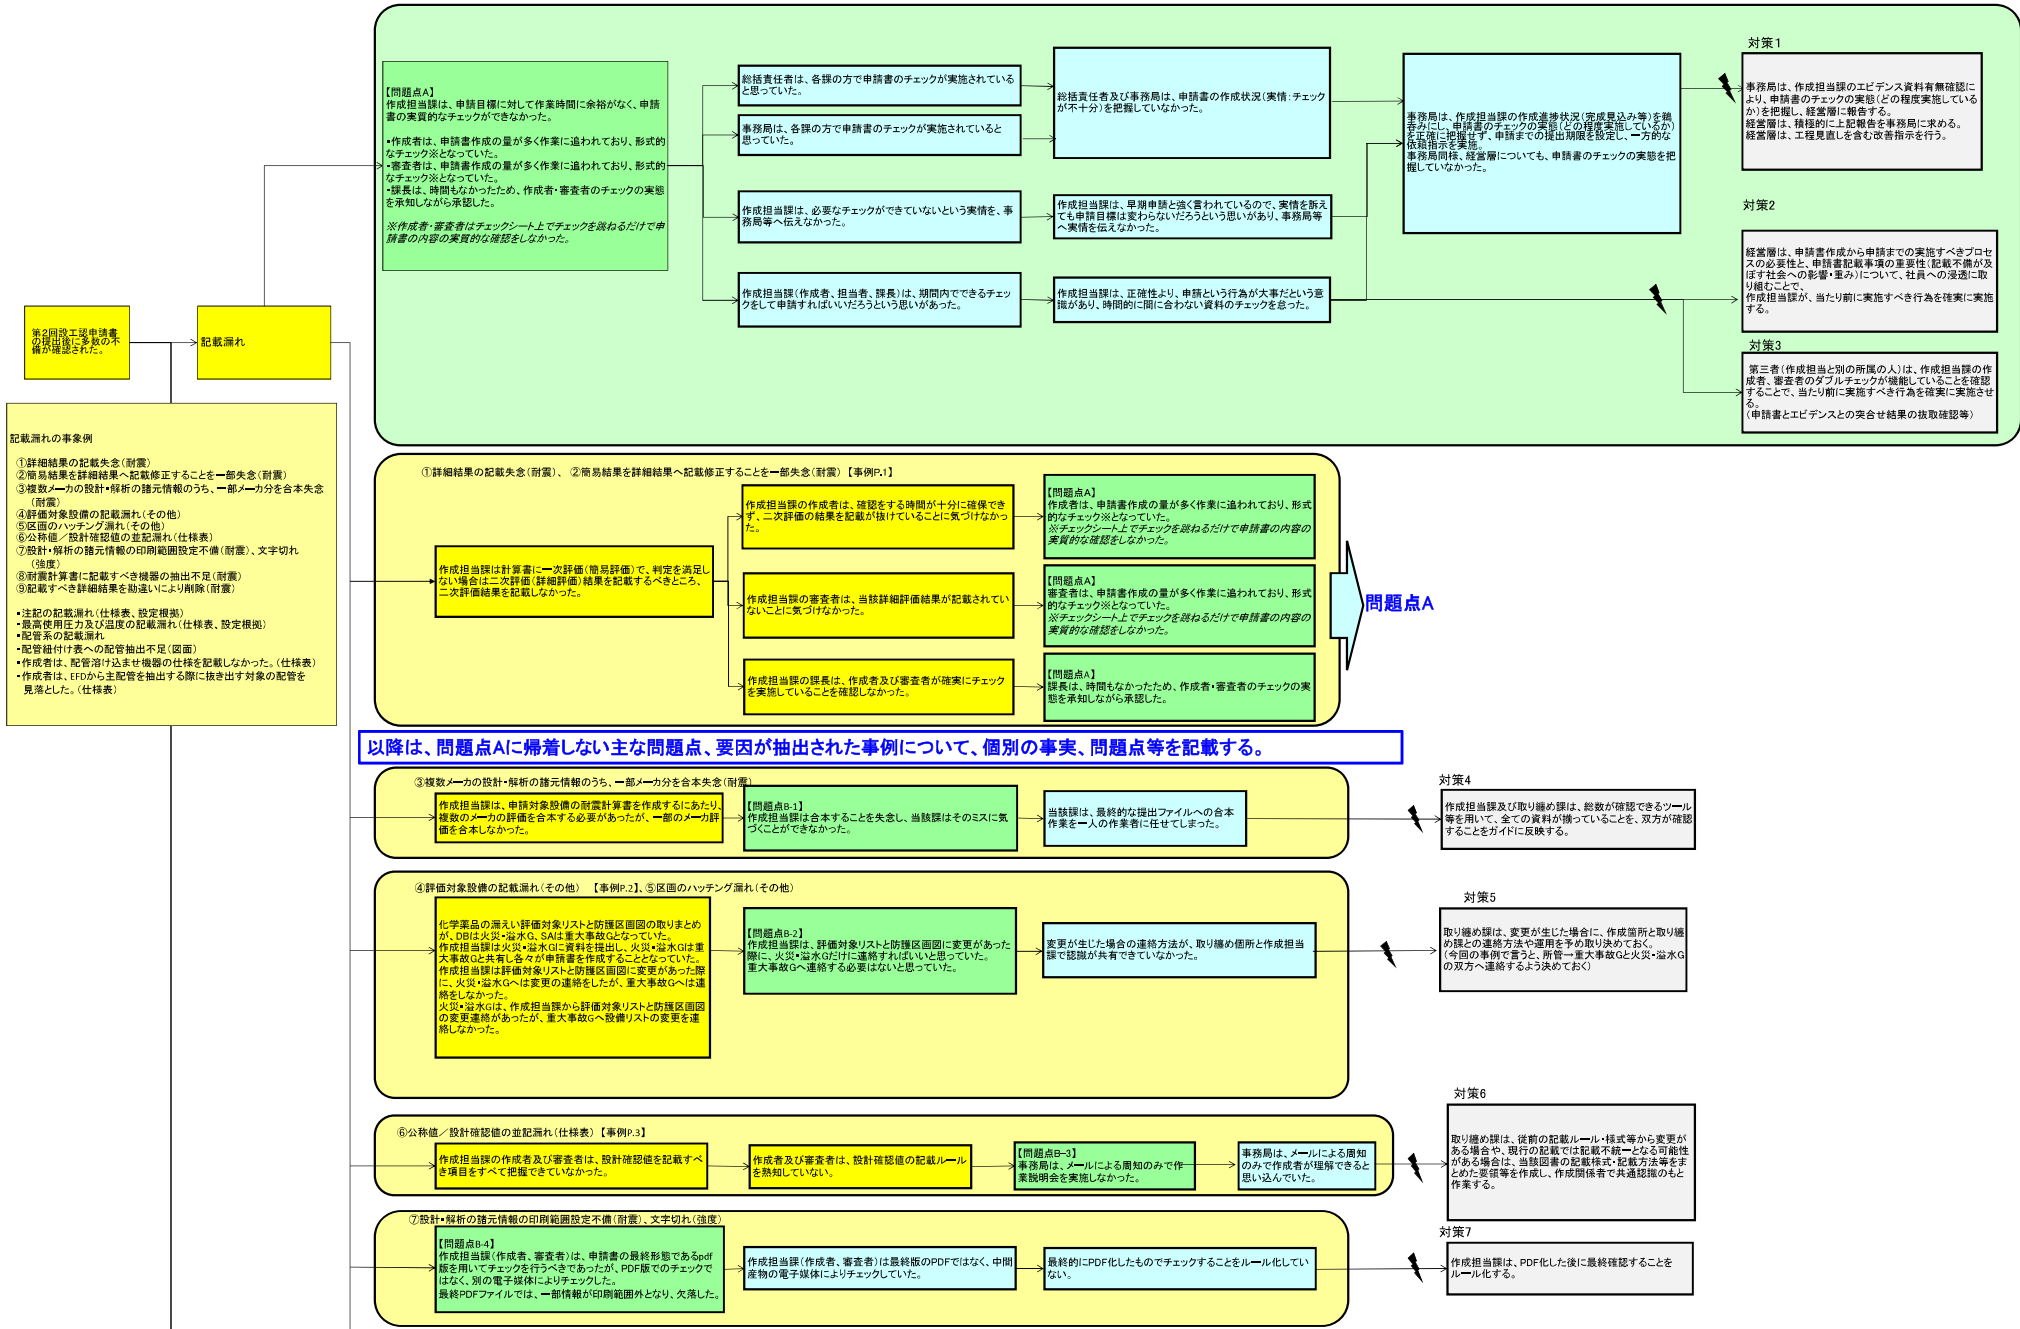 第2回設工認申請書
の提出後に多数の不
備が確認された。
記載漏れ
記載漏れの事象例
①詳細結果の記載失念（耐震）
②簡易結果を詳細結果へ記載修正することを一部失念（耐震）
③複数メーカの設計・解析の諸元情報のうち、一部メーカ分を合本失念
（耐震）
④評価対象設備の記載漏れ（その他）
⑤区画のハッチング漏れ（その他）
⑥公称値／設計確認値の並記漏れ（仕様表）
⑦設計・解析の諸元情報の印刷範囲設定不備（耐震）、文字切れ
（強度）
⑧耐震計算書に記載すべき機器の抽出不足（耐震）
⑨記載すべき詳細結果を勘違いにより削除（耐震）
・注記の記載漏れ（仕様表、設定根拠）
・最高使用圧力及び温度の記載漏れ（仕様表、設定根拠）
・配管系の記載漏れ
・配管紐付け表への配管抽出不足（図面）
・作成者は、配管溶け込ませ機器の仕様を記載しなかった。（仕様表）
・作成者は、EFDから主配管を抽出する際に抜き出す対象の配管を
見落とした。（仕様表）
【問題点A】
作成担当課は、申請目標に対して作業時間に余裕がなく、申請
書の実質的なチェックができなかった。
・作成者は、申請書作成の量が多く作業に追われており、形式的
なチェック※となっていた。
・審査者は、申請書作成の量が多く作業に追われており、形式的
なチェック※となっていた。
・課長は、時間もなかったため、作成者・審査者のチェックの実態
を承知しながら承認した。
※作成者・審査者はチェックシート上でチェックを跳ねるだけで申
請書の内容の実質的な確認をしなかった。
総括責任者は、各課の方で申請書のチェックが実施されている
と思っていた。
事務局は、各課の方で申請書のチェックが実施されていると
思っていた。
作成担当課は、必要なチェックができていないという実情を、事
務局等へ伝えなかった。
作成担当課（作成者、担当者、課長）は、期間内でできるチェッ
クをして申請すればいいだろうという思いがあった。
総括責任者及び事務局は、申請書の作成状況（実情：チェック
が不十分）を把握していなかった。
作成担当課は、早期申請と強く言われているので、実情を訴え
ても申請目標は変わらないだろうという思いがあり、事務局等
へ実情を伝えなかった。
作成担当課は、正確性より、申請という行為が大事だという意
識があり、時間的に間に合わない資料のチェックを怠った。
事務局は、作成担当課の作成進捗状況（完成見込み等）を鵜
呑みにし、申請書のチェックの実態（どの程度実施しているか）
を正確に把握せず、申請までの提出期限を設定し、一方的な
依頼指示を実施。
事務局同様、経営層についても、申請書のチェックの実態を把
握していなかった。
対策1
事務局は、作成担当課のエビデンス資料有無確認に
より、申請書のチェックの実態（どの程度実施している
か）を把握し、経営層に報告する。
経営層は、積極的に上記報告を事務局に求める。
経営層は、工程見直しを含む改善指示を行う。
対策2
経営層は、申請書作成から申請までの実施すべきプロセ
スの必要性と、申請書記載事項の重要性（記載不備が及
ぼす社会への影響・重み）について、社員への浸透に取
り組むことで、
作成担当課が、当たり前に実施すべき行為を確実に実施
する。
対策3
第三者（作成担当と別の所属の人）は、作成担当課の作
成者、審査者のダブルチェックが機能していることを確認
することで、当たり前に実施すべき行為を確実に実施させ
る。
（申請書とエビデンスとの突合せ結果の抜取確認等）
①詳細結果の記載失念（耐震）、 ②簡易結果を詳細結果へ記載修正することを一部失念（耐震）【事例P.1】
作成担当課は計算書に一次評価（簡易評価）で、判定を満足し
ない場合は二次評価（詳細評価）結果を記載するべきところ、
二次評価結果を記載しなかった。
作成担当課の作成者は、確認をする時間が十分に確保でき
ず、二次評価の結果を記載が抜けていることに気づけなかっ
た。
作成担当課の審査者は、当該詳細評価結果が記載されてい
ないことに気づけなかった。
作成担当課の課長は、作成者及び審査者が確実にチェック
を実施していることを確認しなかった。
【問題点A】
作成者は、申請書作成の量が多く作業に追われており、形式
的なチェック※となっていた。
※チェックシート上でチェックを跳ねるだけで申請書の内容の
実質的な確認をしなかった。
【問題点A】
審査者は、申請書作成の量が多く作業に追われており、形式
的なチェック※となっていた。
※チェックシート上でチェックを跳ねるだけで申請書の内容の
実質的な確認をしなかった。
【問題点A】
課長は、時間もなかったため、作成者・審査者のチェックの実
態を承知しながら承認した。
問題点A
以降は、問題点Aに帰着しない主な問題点、要因が抽出された事例について、個別の事実、問題点等を記載する。
③複数メーカの設計・解析の諸元情報のうち、一部メーカ分を合本失念（耐震）
作成担当課は、申請対象設備の耐震計算書を作成するにあたり、
複数のメーカの評価を合本する必要があったが、一部のメーカ評
価を合本しなかった。
【問題点B-1】
作成担当課は合本することを失念し、当該課はそのミスに気
づくことができなかった。
当該課は、最終的な提出ファイルへの合本
作業を一人の作業者に任せてしまった。
対策4
作成担当課及び取り纏め課は、総数が確認できるツール
等を用いて、全ての資料が揃っていることを、双方が確認
することをガイドに反映する。
④評価対象設備の記載漏れ（その他） 【事例P.2】、⑤区画のハッチング漏れ（その他）
化学薬品の漏えい評価対象リストと防護区画図の取りまとめ
が、DBは火災・溢水G、SAは重大事故Gとなっていた。
作成担当課は火災・溢水Gに資料を提出し、火災・溢水Gは重
大事故Gと共有し各々が申請書を作成することとなっていた。
作成担当課は評価対象リストと防護区画図に変更があった際
に、火災・溢水Gへは変更の連絡をしたが、重大事故Gへは連
絡をしなかった。
火災・溢水Gは、作成担当課から評価対象リストと防護区画図
の変更連絡があったが、重大事故Gへ設備リストの変更を連
絡しなかった。
【問題点B-2】
作成担当課は、評価対象リストと防護区画図に変更があった
際に、火災・溢水Gだけに連絡すればいいと思っていた。
重大事故Gへ連絡する必要はないと思っていた。
変更が生じた場合の連絡方法が、取り纏め個所と作成担当
課で認識が共有できていなかった。
対策5
取り纏め課は、変更が生じた場合に、作成箇所と取り纏
め課との連絡方法や運用を予め取り決めておく。
（今回の事例で言うと、所管→重大事故Gと火災・溢水G
の双方へ連絡するよう決めておく）
⑥公称値／設計確認値の並記漏れ（仕様表）【事例P.3】
作成担当課の作成者及び審査者は、設計確認値を記載すべ
き項目をすべて把握できていなかった。
作成者及び審査者は、設計確認値の記載ルール
を熟知していない。
【問題点B-3】
事務局は、メールによる周知のみで作
業説明会を実施しなかった。
事務局は、メールによる周知
のみで作成者が理解できると
思い込んでいた。
対策6
取り纏め課は、従前の記載ルール・様式等から変更が
ある場合や、現行の記載では記載不統一となる可能性
がある場合は、当該図書の記載様式・記載方法等をま
とめた要領等を作成し、作成関係者で共通認識のもと
作業する。
⑦設計・解析の諸元情報の印刷範囲設定不備（耐震）、文字切れ（強度）
【問題点B-4】
作成担当課（作成者、審査者）は、申請書の最終形態であるpdf
版を用いてチェックを行うべきであったが、PDF版でのチェックで
はなく、別の電子媒体によりチェックした。
最終PDFファイルでは、一部情報が印刷範囲外となり、欠落した。
作成担当課（作成者、審査者）は最終版のPDFではなく、中間
産物の電子媒体によりチェックしていた。
最終的にPDF化したものでチェックすることをルール化してい
ない。
対策7
作成担当課は、PDF化した後に最終確認することを
ルール化する。